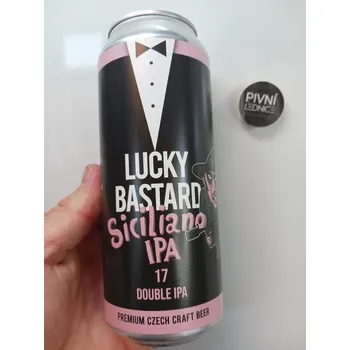 LUCKY
BASTARD
Siciliano
IPA
17
DOUBLE IPA
PREMIUM CZECH CRAFT BEER
PIVNÍ
LEDNICE